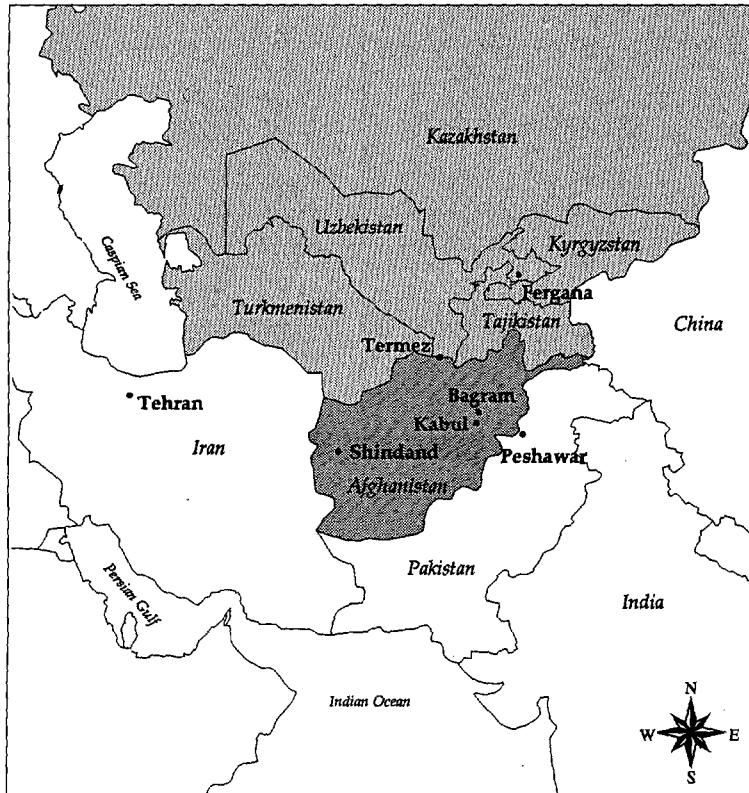 Kazakhstan
Uzbekistan
Kyrgyzstan
Caspian Sea
Fergana
Turkmenistan
Tajikistan
China
Termez
Bagram
Tehran
Kabul
Iran
Shindand
Peshawar
Afghanistan
Pakistan
Persian Gulf
India
Indian Ocean
N
W
E
S